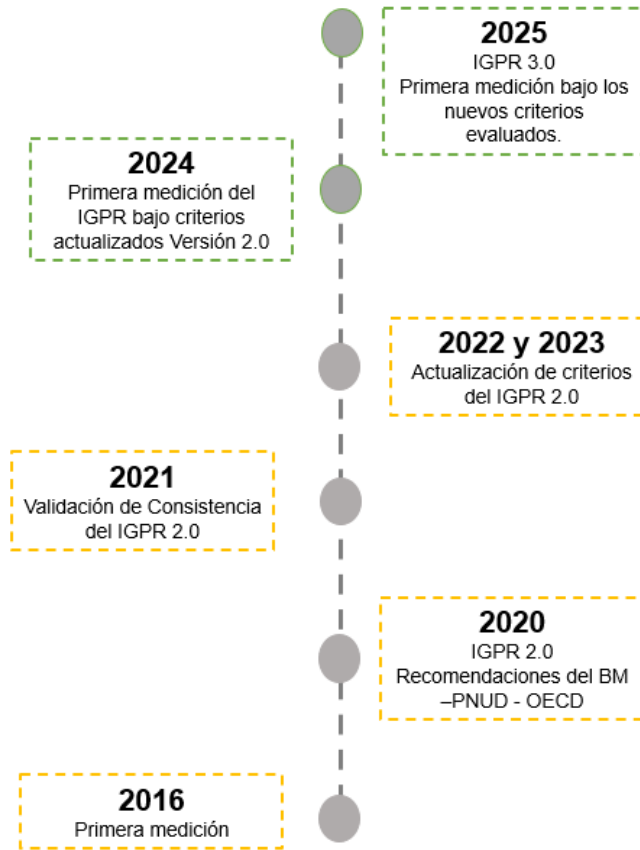 2025
IGPR 3.0
Primera medición bajo los
nuevos criterios
evaluados.
2024
Primera medición del
IGPR bajo criterios
actualizados Versión 2.0
2022 y 2023
Actualización de criterios
del IGPR 2.0
2021
Validación de Consistencia
del IGPR 2.0
2020
IGPR 2.0
Recomendaciones del BM
–PNUD - OECD
2016
Primera medición